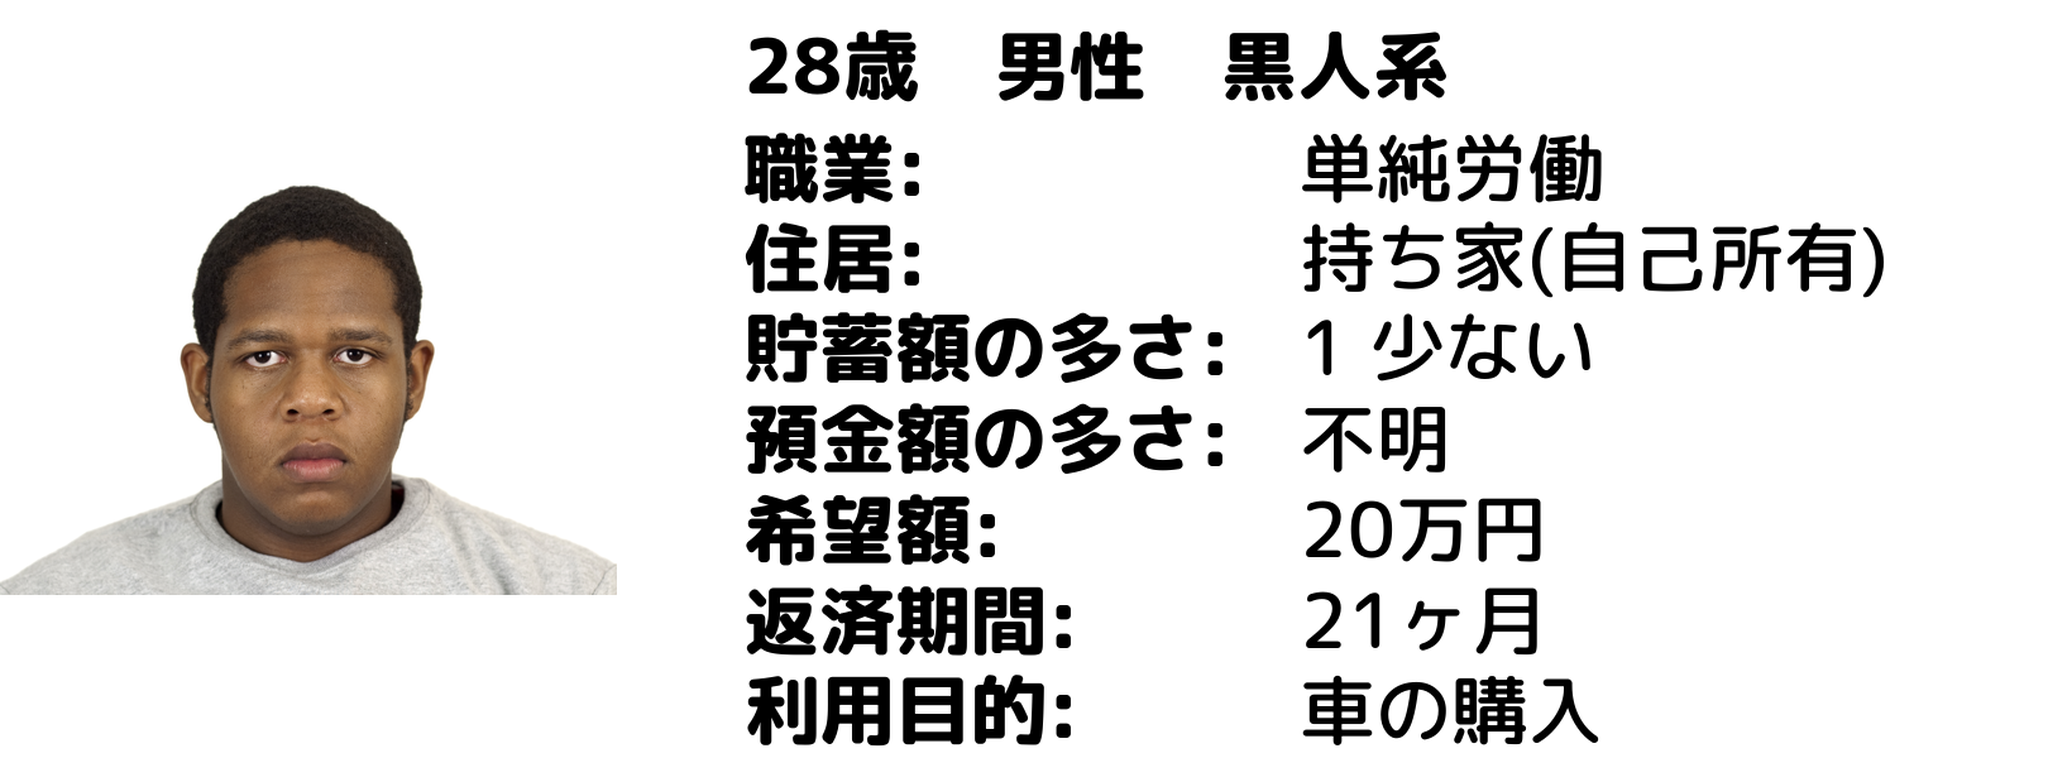 28歳　男性　黒人系
職業: 単純労働
住居: 持ち家(自己所有)
貯蓄額の多さ: 1 少ない
預金額の多さ: 不明
希望額: 20万円
返済期間: 21ヶ月
利用目的: 車の購入